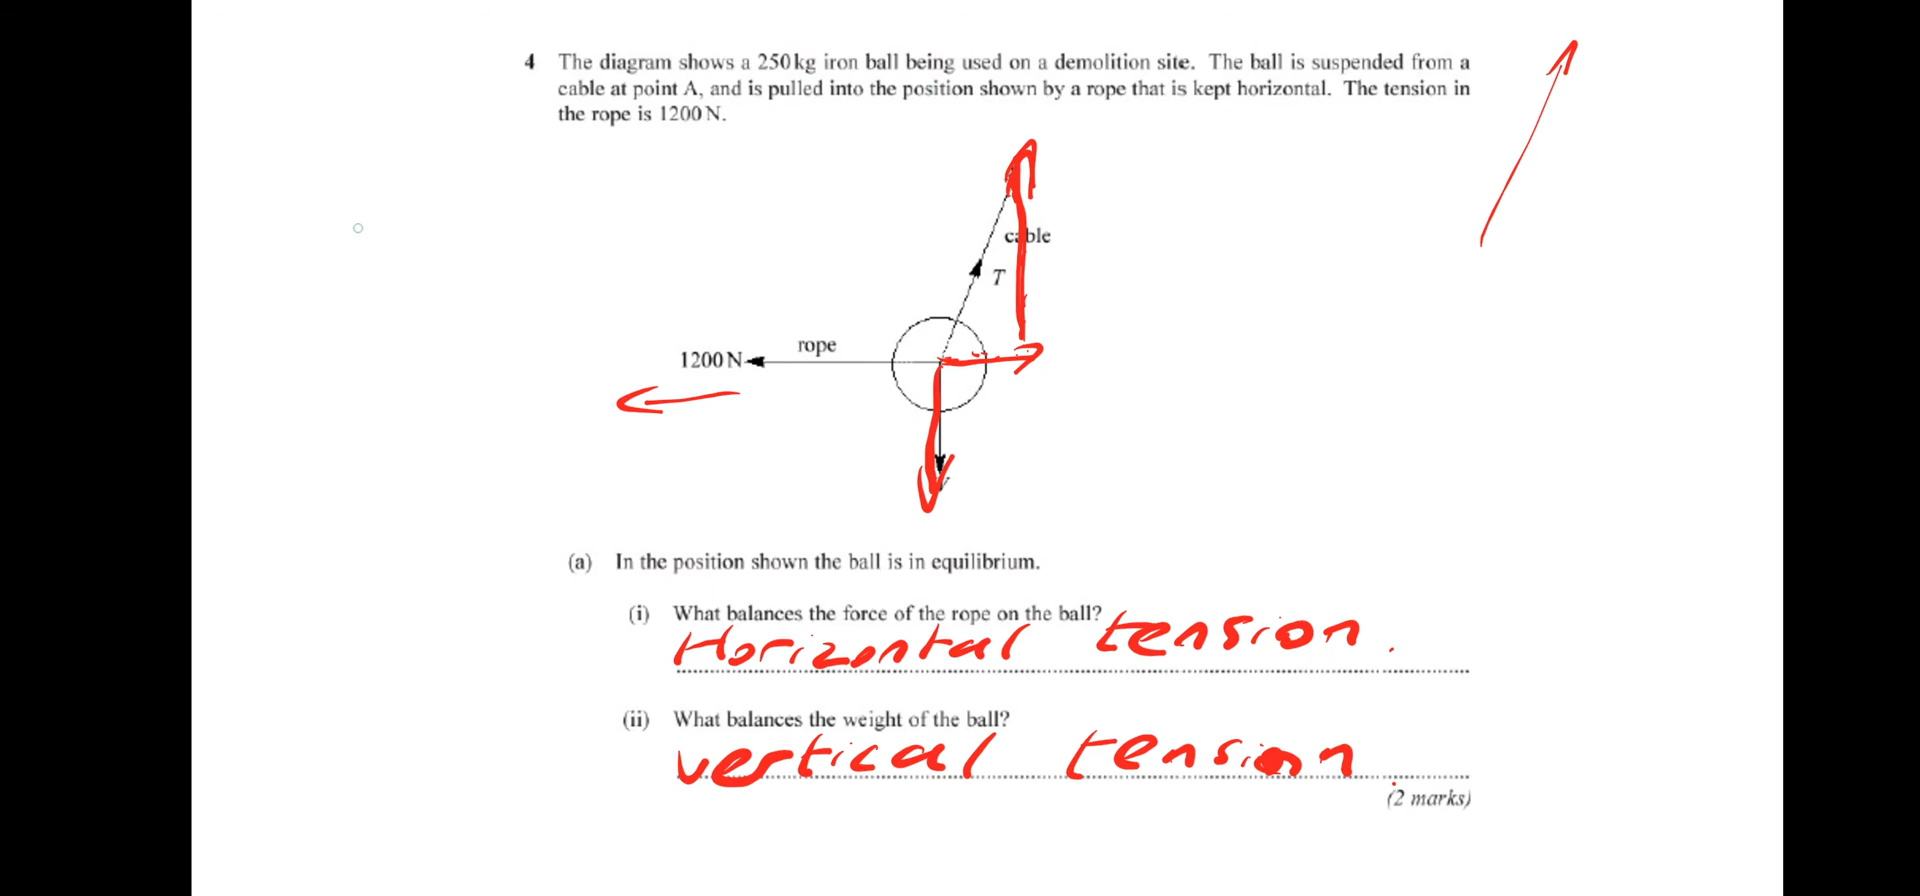 4 The diagram shows a 250 kg iron ball being used on a demolition site. The ball is suspended from a
cable at point A, and is pulled into the position shown by a rope that is kept horizontal. The tension in
the rope is 1200 N.
cable
T
rope
1200 N
(a) In the position shown the ball is in equilibrium.
(i) What balances the force of the rope on the ball?
Horizontal tension.
(ii) What balances the weight of the ball?
vertical tension
(2 marks)